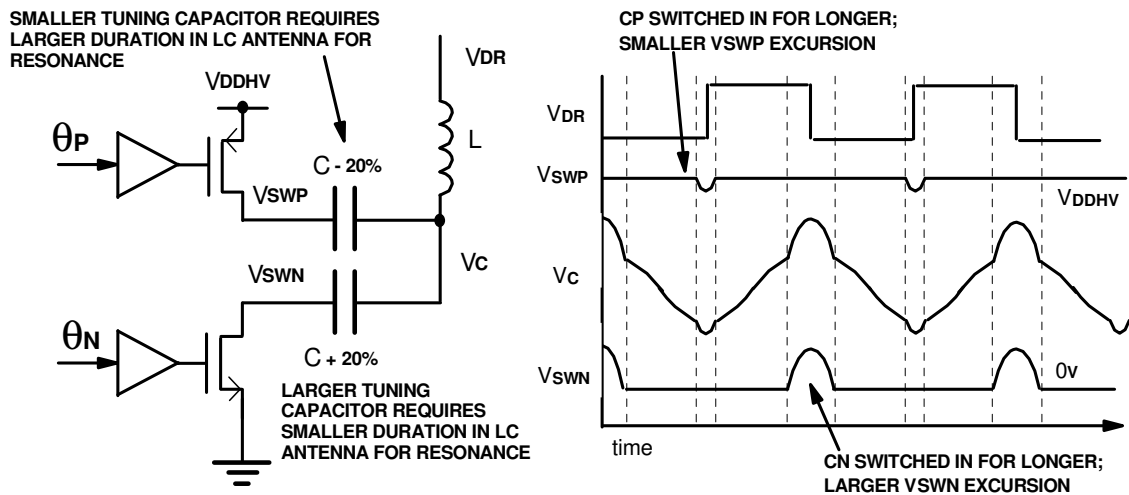 SMALLER TUNING CAPACITOR REQUIRES
LARGER DURATION IN LC ANTENNA FOR
RESONANCE
VDDHV
θP
VSWP
C - 20%
VDR
L
VC
VSWN
θN
C + 20%
LARGER TUNING
CAPACITOR REQUIRES
SMALLER DURATION IN LC
ANTENNA FOR RESONANCE
CP SWITCHED IN FOR LONGER;
SMALLER VSWP EXCURSION
VDR
VSWP
VDDHV
VC
VSWN
0V
time
CN SWITCHED IN FOR LONGER;
LARGER VSWN EXCURSION